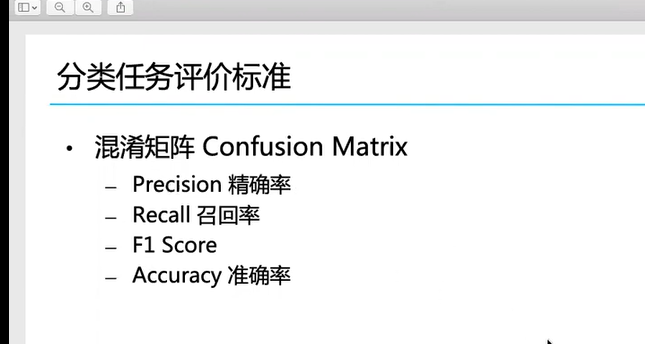 分类任务评价标准
• 混淆矩阵 Confusion Matrix
– Precision 精确率
– Recall 召回率
– F1 Score
– Accuracy 准确率